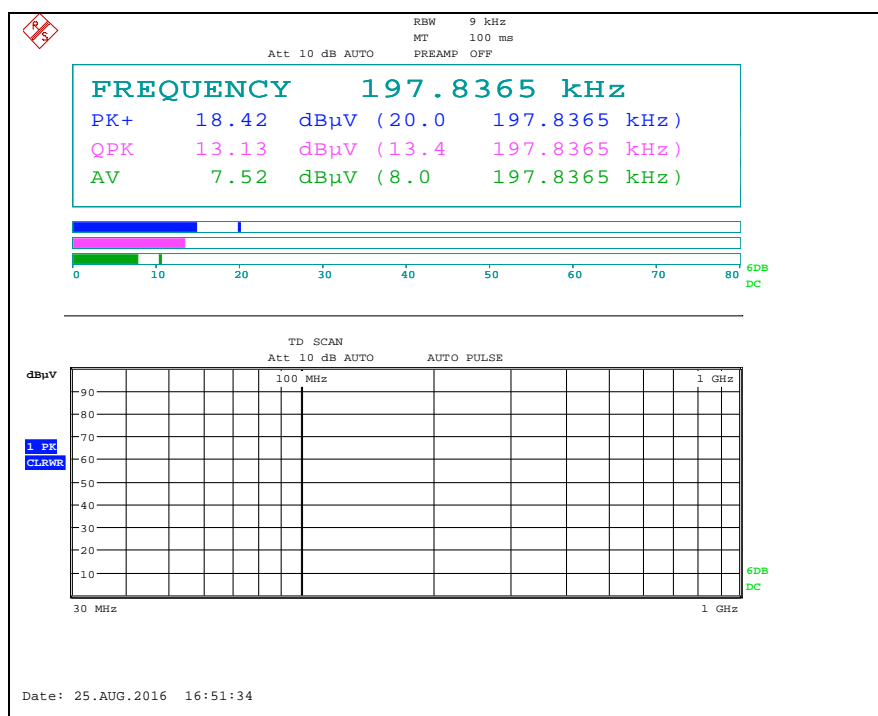 R S
RBW 9 kHz
MT 100 ms
Att 10 dB AUTO PREAMP OFF
FREQUENCY 197.8365 kHz
PK+ 18.42 dBµV (20.0 197.8365 kHz)
QPK 13.13 dBµV (13.4 197.8365 kHz)
AV 7.52 dBµV (8.0 197.8365 kHz)
0 10 20 30 40 50 60 70 80
6DB
DC
TD SCAN
Att 10 dB AUTO AUTO PULSE
dBµV
100 MHz 1 GHz
90
80
70
1 PK
CLRWR
60
50
40
30
20
10
6DB
DC
30 MHz 1 GHz
Date: 25.AUG.2016 16:51:34